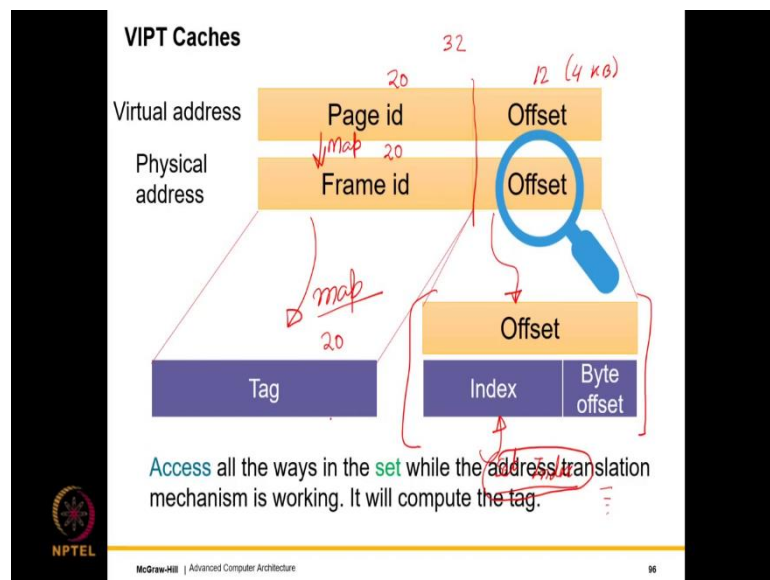 VIPT Caches
32
20 12 (4 KB)
Virtual address Page id Offset
map 20
Physical address Frame id Offset
map
20
Offset
Tag Index Byte offset
Access all the ways in the set while the address translation
mechanism is working. It will compute the tag.
NPTEL
McGraw-Hill | Advanced Computer Architecture 96